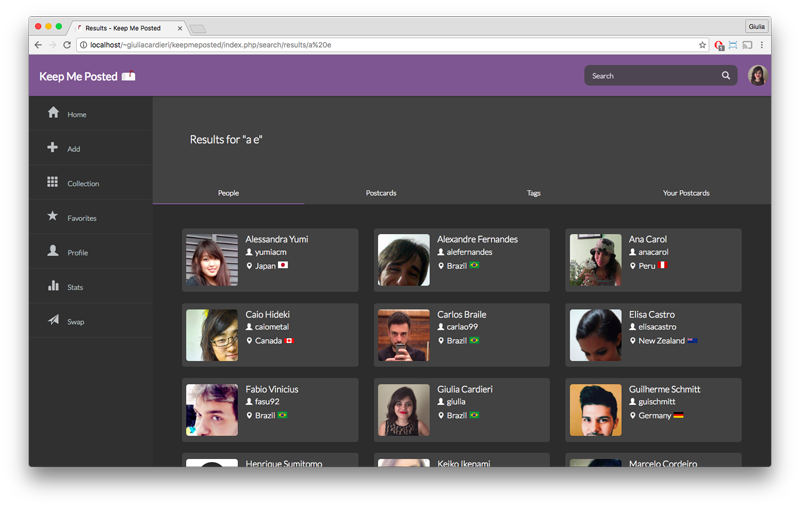 Results - Keep Me Posted
Giulia
localhost/~giuliacardieri/keepmeposted/index.php/search/results/a%20e
Keep Me Posted
Search
Home
Add
Collection
Favorites
Profile
Stats
Swap
Results for "a e"
People Postcards Tags Your Postcards
Alessandra Yumi
yumiacm
Japan
Alexandre Fernandes
alefernandes
Brazil
Ana Carol
anacarol
Peru
Caio Hideki
caiometal
Canada
Carlos Braile
carlao99
Brazil
Elisa Castro
elisacastro
New Zealand
Fabio Vinicius
fasu92
Brazil
Giulia Cardieri
giulia
Brazil
Guilherme Schmitt
guischmitt
Germany
Henrique Sumitomo
Keiko Ikenami
Marcelo Cordeiro